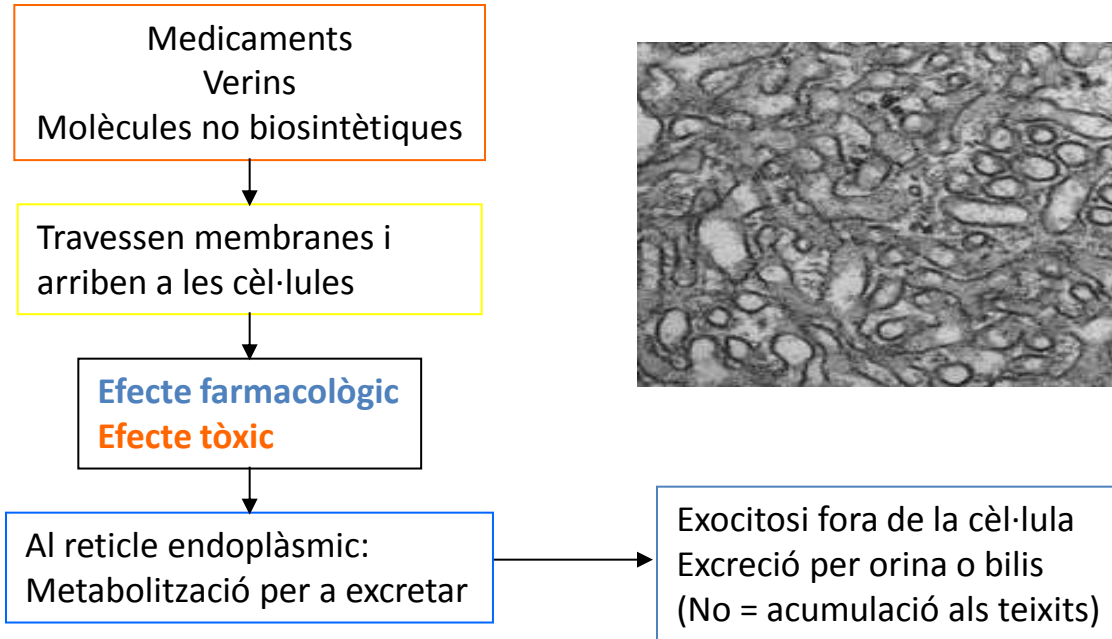 Medicaments
Verins
Molècules no biosintètiques
Travessen membranes i
arriben a les cèl·lules
Efecte farmacològic
Efecte tòxic
Al reticle endoplàsmic:
Metabolització per a excretar
Exocitosi fora de la cèl·lula
Excreció per orina o bilis
(No = acumulació als teixits)